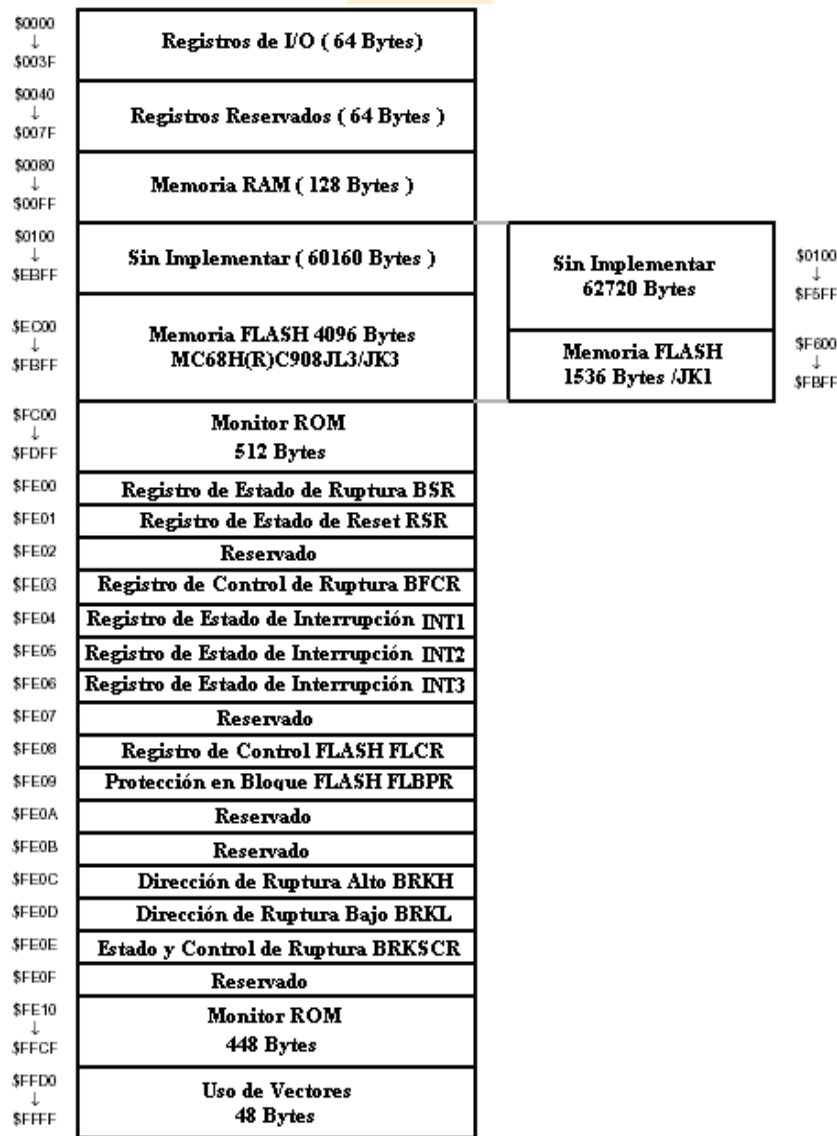 $0000
↓
$003F
Registros de I/O ( 64 Bytes)
$0040
↓
$007F
Registros Reservados ( 64 Bytes )
$0080
↓
$00FF
Memoria RAM ( 128 Bytes )
$0100
↓
$EBFF
Sin Implementar ( 60160 Bytes )
Sin Implementar
62720 Bytes
$0100
↓
$F5FF
$EC00
↓
$FBFF
Memoria FLASH 4096 Bytes
MC68H(R)C908JL3/JK3
Memoria FLASH
1536 Bytes /JK1
$F600
↓
$FBFF
$FC00
↓
$FDFF
Monitor ROM
512 Bytes
$FE00
Registro de Estado de Ruptura BSR
$FE01
Registro de Estado de Reset RSR
$FE02
Reservado
$FE03
Registro de Control de Ruptura BFCR
$FE04
Registro de Estado de Interrupción INT1
$FE05
Registro de Estado de Interrupción INT2
$FE06
Registro de Estado de Interrupción INT3
$FE07
Reservado
$FE08
Registro de Control FLASH FLCR
$FE09
Protección en Bloque FLASH FLBPR
$FE0A
Reservado
$FE0B
Reservado
$FE0C
Dirección de Ruptura Alto BRKH
$FE0D
Dirección de Ruptura Bajo BRKL
$FE0E
Estado y Control de Ruptura BRKSCR
$FE0F
Reservado
$FE10
↓
$FFCF
Monitor ROM
448 Bytes
$FFD0
↓
$FFFF
Uso de Vectores
48 Bytes